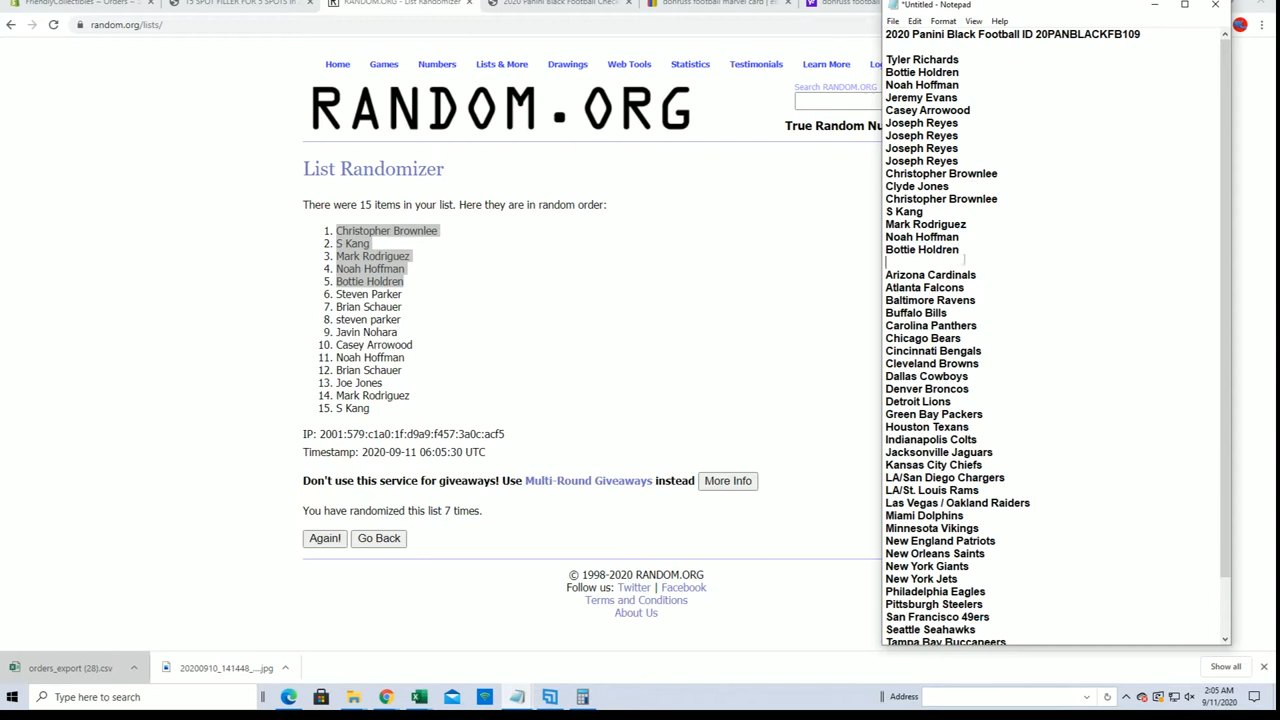 FriendlyCollectibles ~ Orders ~
15 SPOT FILLER FOR 5 SPOTS IN
RANDOM.ORG - List Randomizer
2020 Panini Black Football Check
donruss football marvel card | e
donruss footbal
random.org/lists/
Home Games Numbers Lists & More Drawings Web Tools Statistics Testimonials Learn More Lo
RANDOM.ORG
Search RANDOM.ORG
True Random Nu
List Randomizer
There were 15 items in your list. Here they are in random order:
1. Christopher Brownlee
2. S Kang
3. Mark Rodriguez
4. Noah Hoffman
5. Bottie Holdren
6. Steven Parker
7. Brian Schauer
8. steven parker
9. Javin Nohara
10. Casey Arrowood
11. Noah Hoffman
12. Brian Schauer
13. Joe Jones
14. Mark Rodriguez
15. S Kang
IP: 2001:579:c1a0:1f:d9a9:f457:3a0c:acf5
Timestamp: 2020-09-11 06:05:30 UTC
Don't use this service for giveaways! Use Multi-Round Giveaways instead More Info
You have randomized this list 7 times.
Again! Go Back
© 1998-2020 RANDOM.ORG
Follow us: Twitter | Facebook
Terms and Conditions
About Us
*Untitled - Notepad
File Edit Format View Help
2020 Panini Black Football ID 20PANBLACKFB109
Tyler Richards
Bottie Holdren
Noah Hoffman
Jeremy Evans
Casey Arrowood
Joseph Reyes
Joseph Reyes
Joseph Reyes
Joseph Reyes
Christopher Brownlee
Clyde Jones
Christopher Brownlee
S Kang
Mark Rodriguez
Noah Hoffman
Bottie Holdren
Arizona Cardinals
Atlanta Falcons
Baltimore Ravens
Buffalo Bills
Carolina Panthers
Chicago Bears
Cincinnati Bengals
Cleveland Browns
Dallas Cowboys
Denver Broncos
Detroit Lions
Green Bay Packers
Houston Texans
Indianapolis Colts
Jacksonville Jaguars
Kansas City Chiefs
LA/San Diego Chargers
LA/St. Louis Rams
Las Vegas / Oakland Raiders
Miami Dolphins
Minnesota Vikings
New England Patriots
New Orleans Saints
New York Giants
New York Jets
Philadelphia Eagles
Pittsburgh Steelers
San Francisco 49ers
Seattle Seahawks
Tampa Bay Buccaneers
orders_export (28).csv
20200910_141448_....jpg
Show all
Type here to search
Address
2:05 AM
9/11/2020